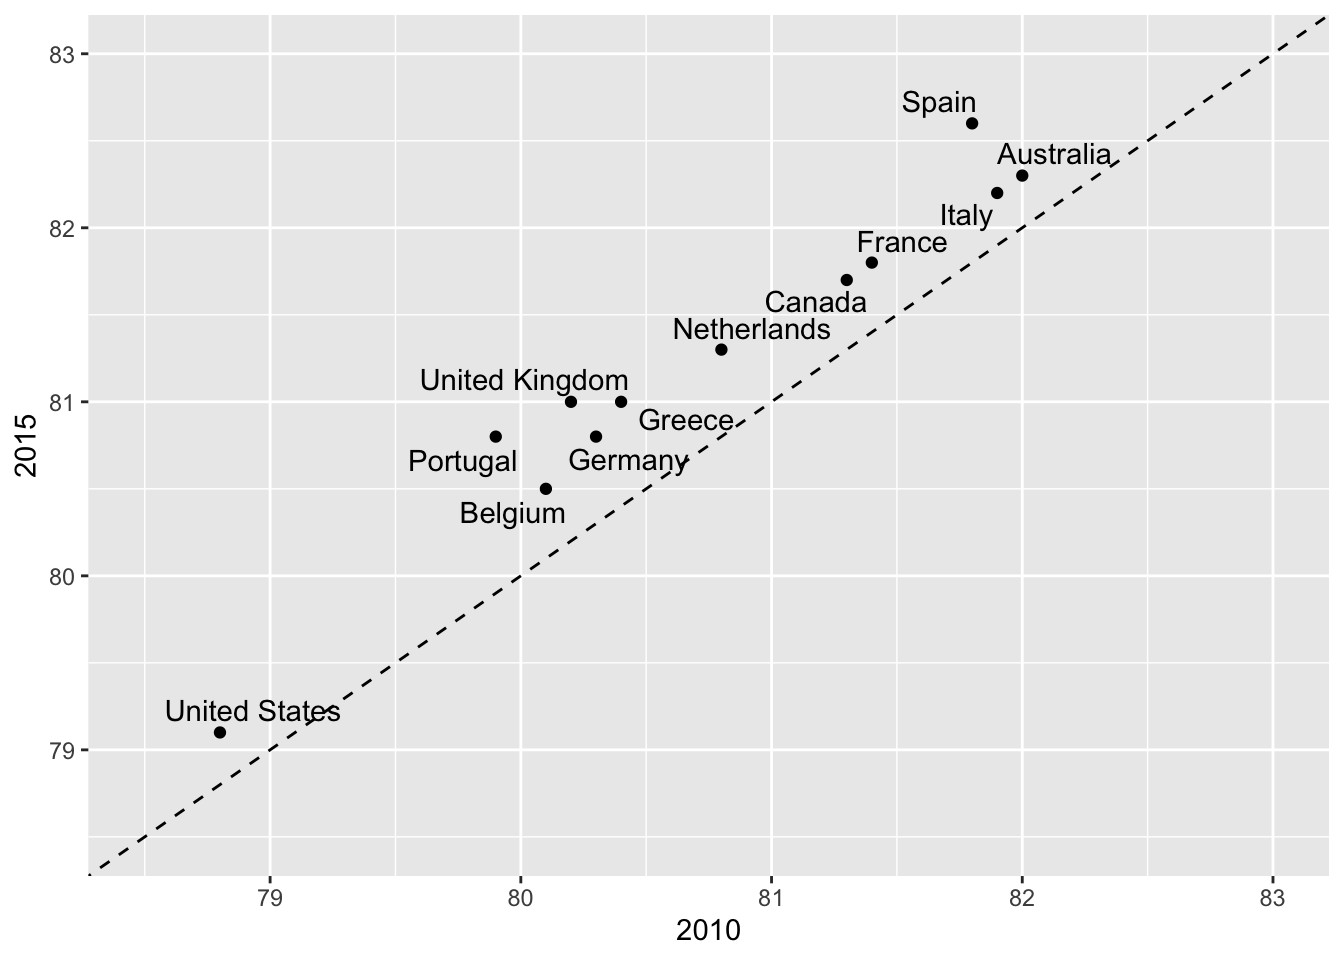 83
Spain
Australia
82
Italy
France
Canada
Netherlands
United Kingdom
81
Greece
Portugal
Germany
Belgium
2015
80
United States
79
79
80
81
82
83
2010